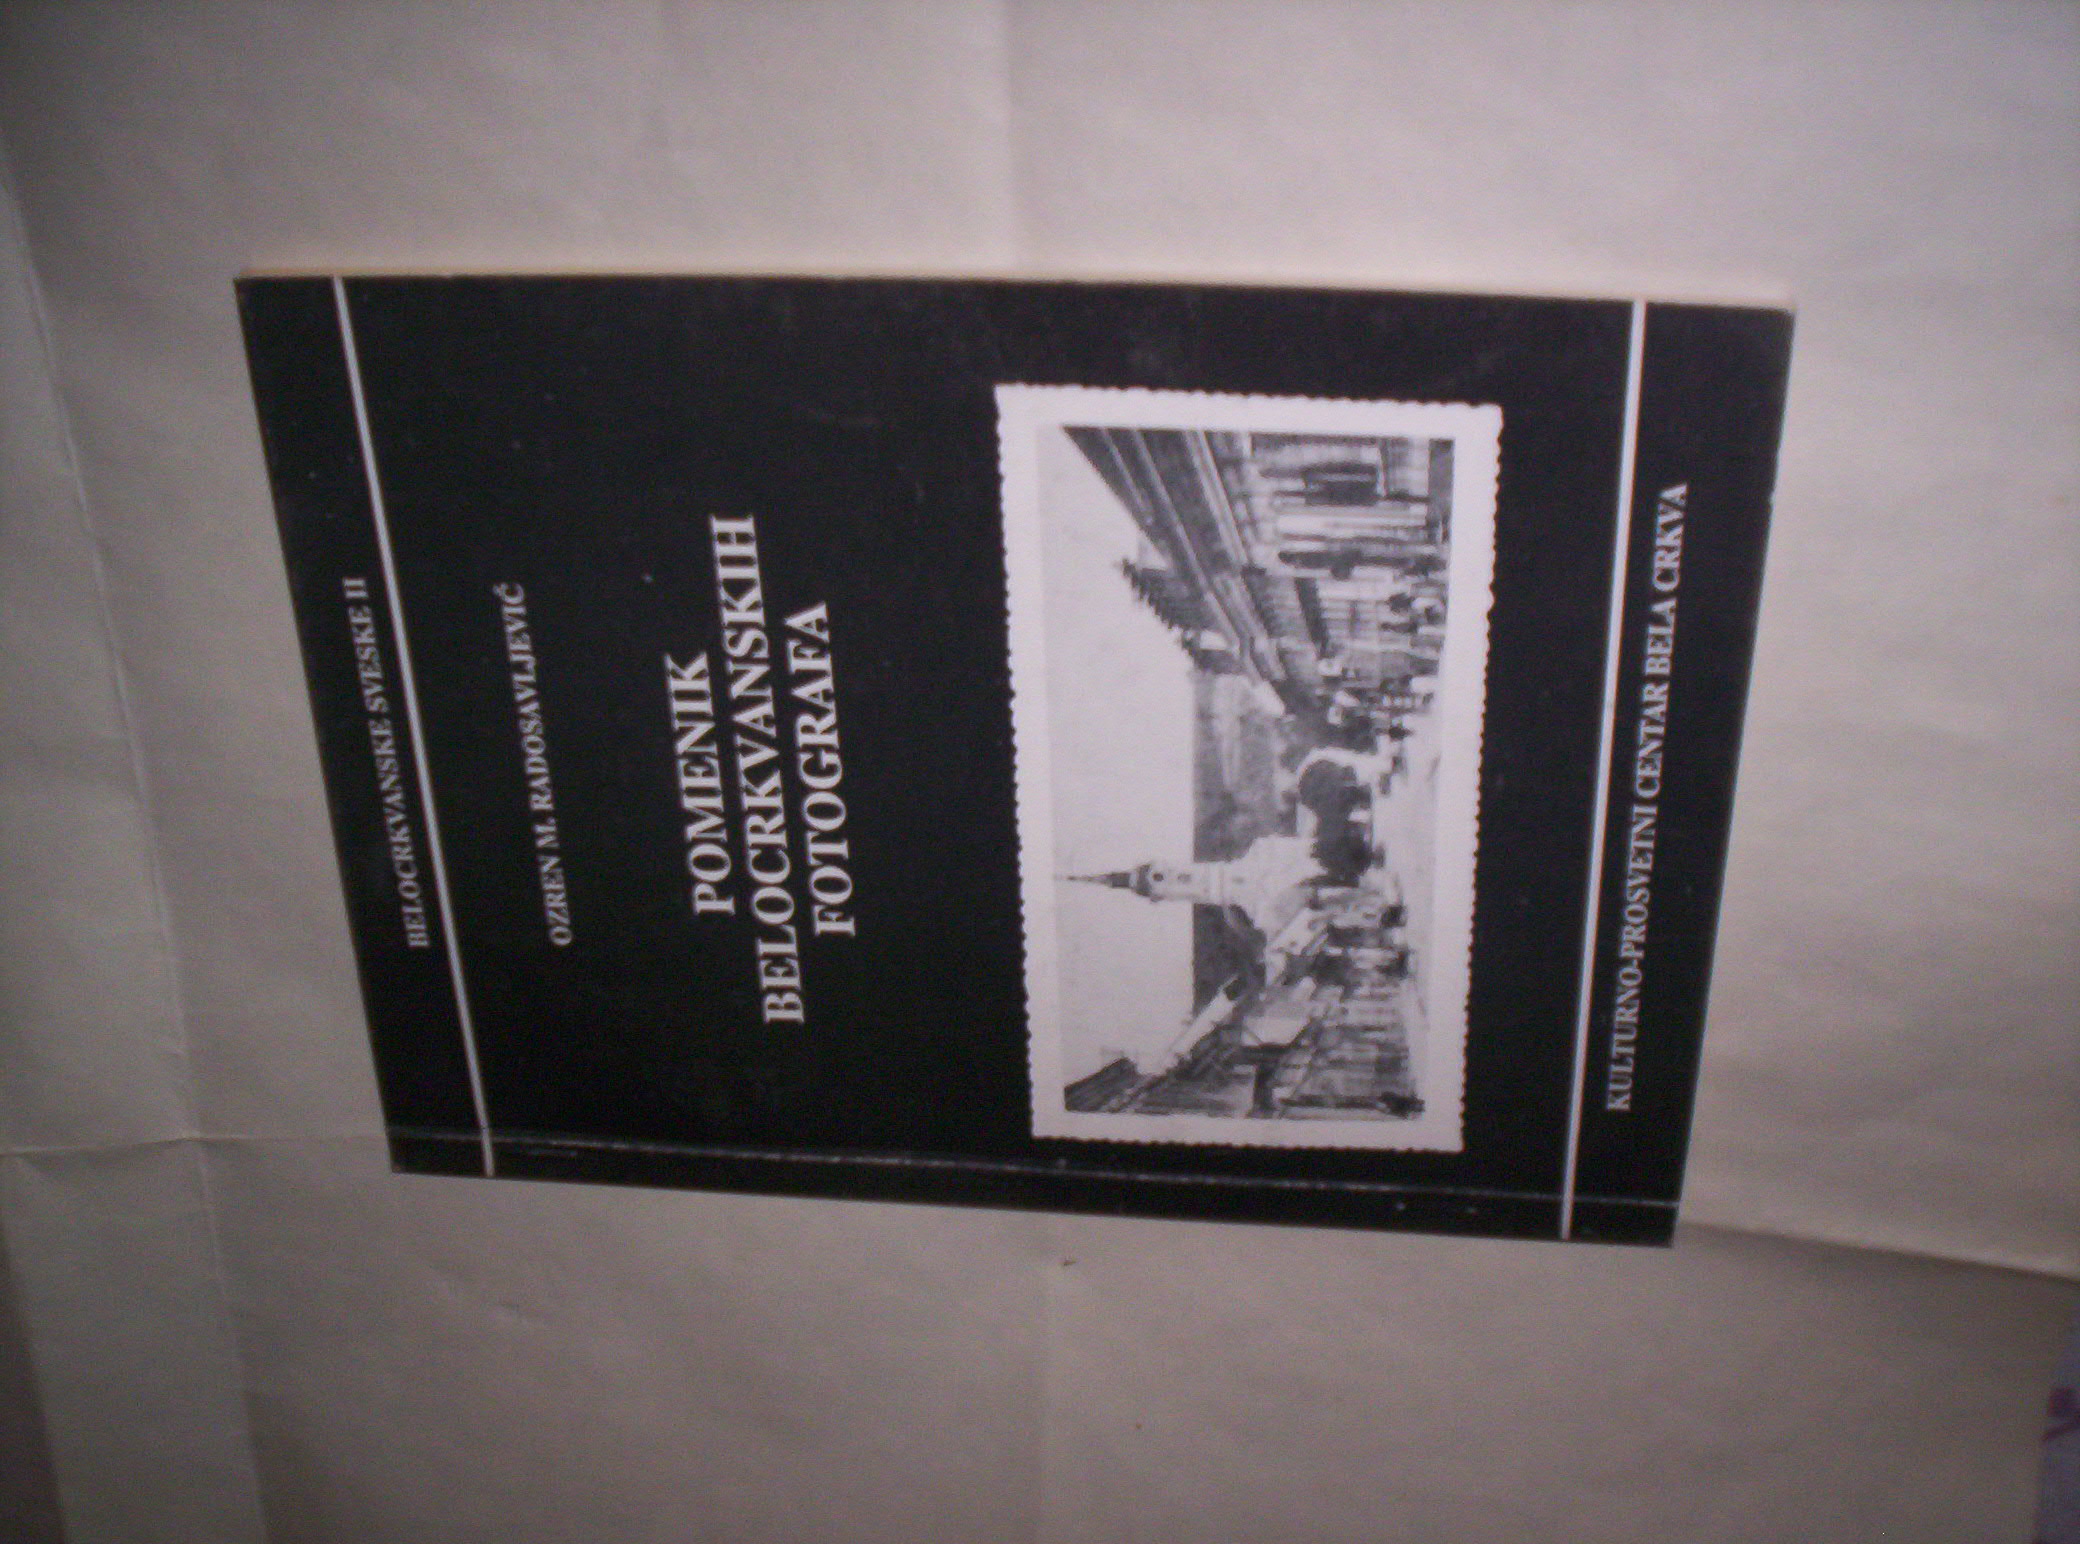 BELOCRKVANSKE SVESKE II
OZREN M. RADOSAVLJEVIĆ
POMENIK
BELOCRKVANSKIH
FOTOGRAFA
KULTURNO-PROSVETNI CENTAR BELA CRKVA